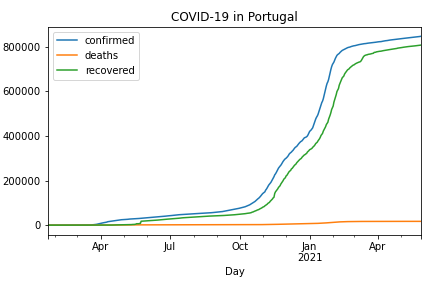 COVID-19 in Portugal
confirmed
deaths
recovered
800000
600000
400000
200000
0
Apr Jul Oct Jan Apr
2021
Day